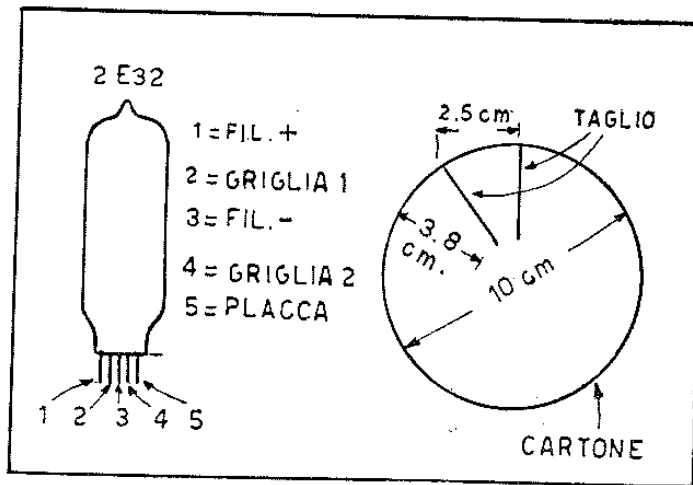 2 E32
1 = FIL. +
2 = GRIGLIA 1
3 = FIL. -
4 = GRIGLIA 2
5 = PLACCA
1 2 3 4 5
2.5 cm
TAGLIO
3.8
cm.
10 cm
CARTONE